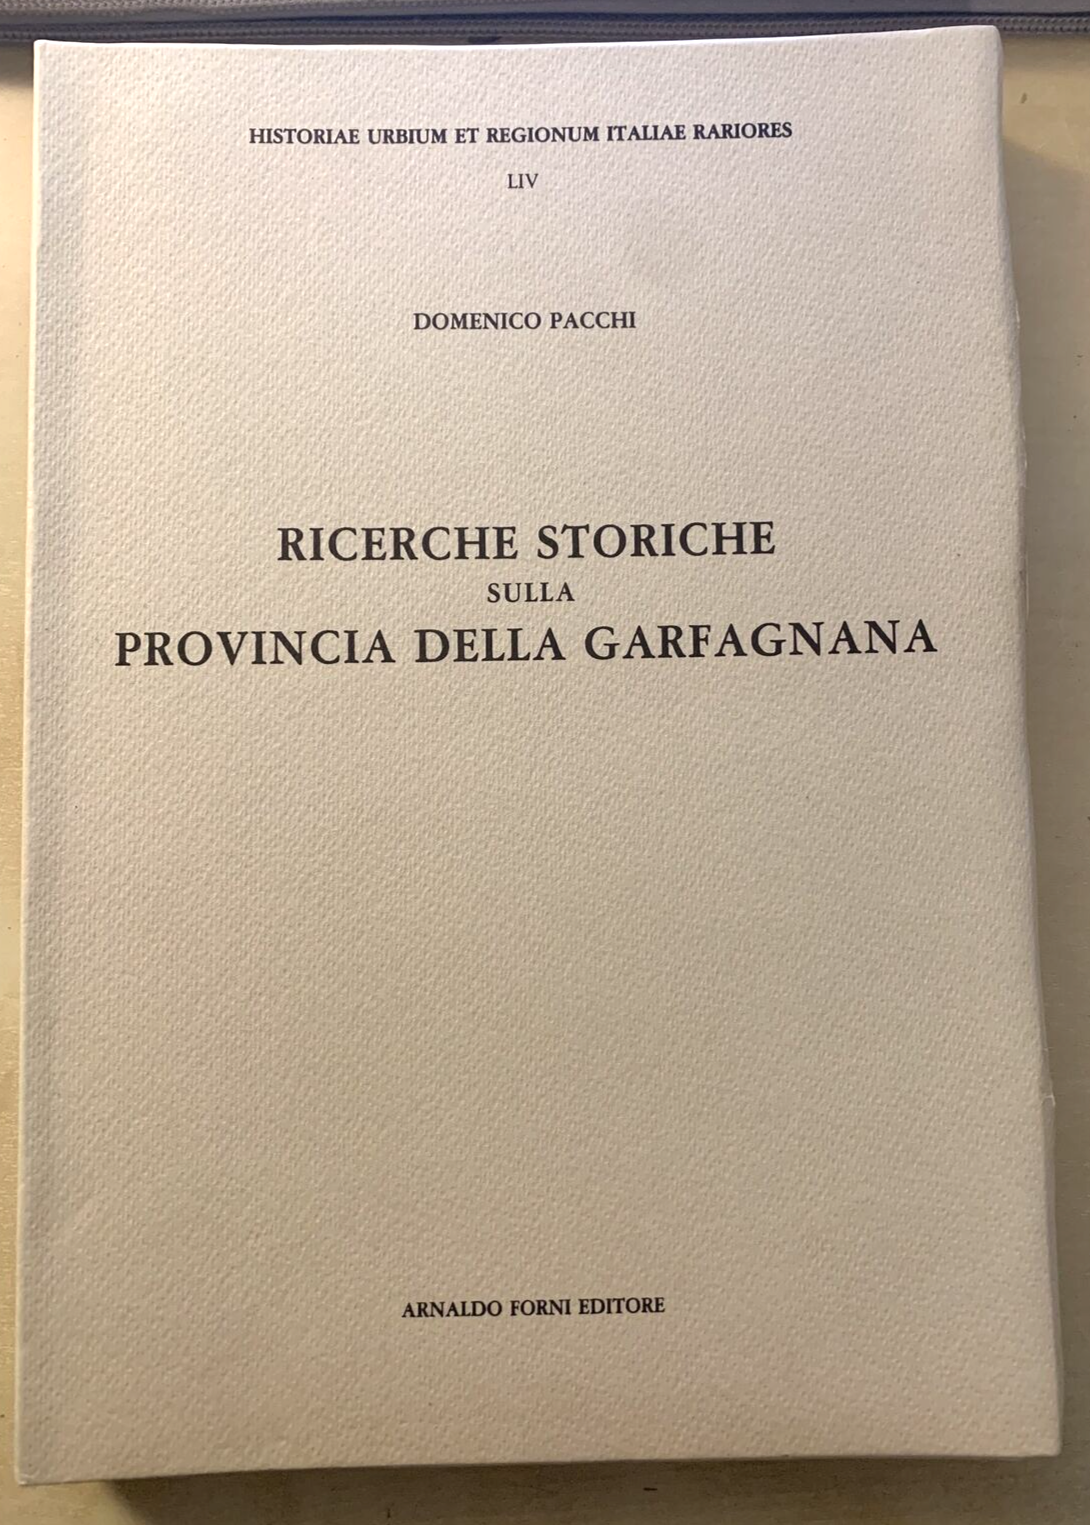 HISTORIAE URBIUM ET REGIONUM ITALIAE RARIORES
LIV
DOMENICO PACCHI
RICERCHE STORICHE
SULLA
PROVINCIA DELLA GARFAGNANA
ARNALDO FORNI EDITORE